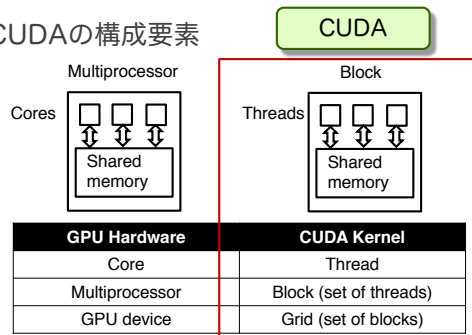 CUDAの構成要素
CUDA
Multiprocessor
Block
Cores
Threads
Shared
memory
Shared
memory
GPU Hardware CUDA Kernel
Core Thread
Multiprocessor Block (set of threads)
GPU device Grid (set of blocks)